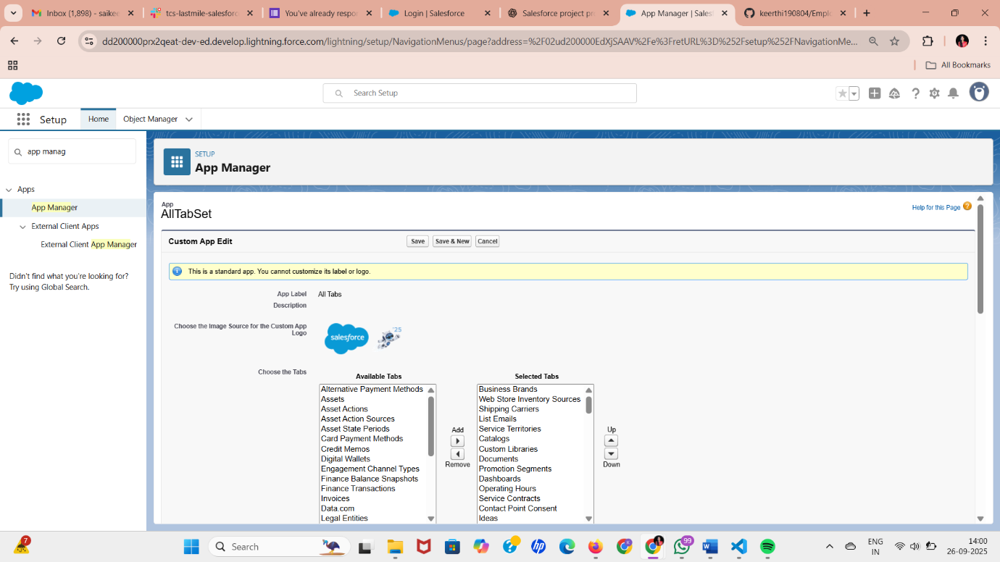 Inbox (1,898) - saikee
tcs-lastmile-salesforc
You've already respor
Login | Salesforce
Salesforce project pr
App Manager | Salesf
keerthi190804/Emplo
dd200000prx2qeat-dev-ed.develop.lightning.force.com/lightning/setup/NavigationMenus/page?address=%2F02ud200000EdXjSAAV%2Fe%3FretURL%3D%252Fsetup%252FNavigationMe...
All Bookmarks
Search Setup
Setup
Home
Object Manager
app manag
Apps
App Manager
External Client Apps
External Client App Manager
Didn't find what you're looking for?
Try using Global Search.
SETUP
App Manager
App
AllTabSet
Help for this Page
Custom App Edit
Save
Save & New
Cancel
This is a standard app. You cannot customize its label or logo.
App Label
All Tabs
Description
Choose the Image Source for the Custom App
Logo
salesforce
'25
Choose the Tabs
Available Tabs
Alternative Payment Methods
Assets
Asset Actions
Asset Action Sources
Asset State Periods
Card Payment Methods
Credit Memos
Digital Wallets
Engagement Channel Types
Finance Balance Snapshots
Finance Transactions
Invoices
Data.com
Legal Entities
Add
Remove
Selected Tabs
Business Brands
Web Store Inventory Sources
Shipping Carriers
List Emails
Service Territories
Catalogs
Custom Libraries
Documents
Promotion Segments
Dashboards
Operating Hours
Service Contracts
Contact Point Consent
Ideas
Up
Down
7
Search
99
ENG
IN
14:00
26-09-2025